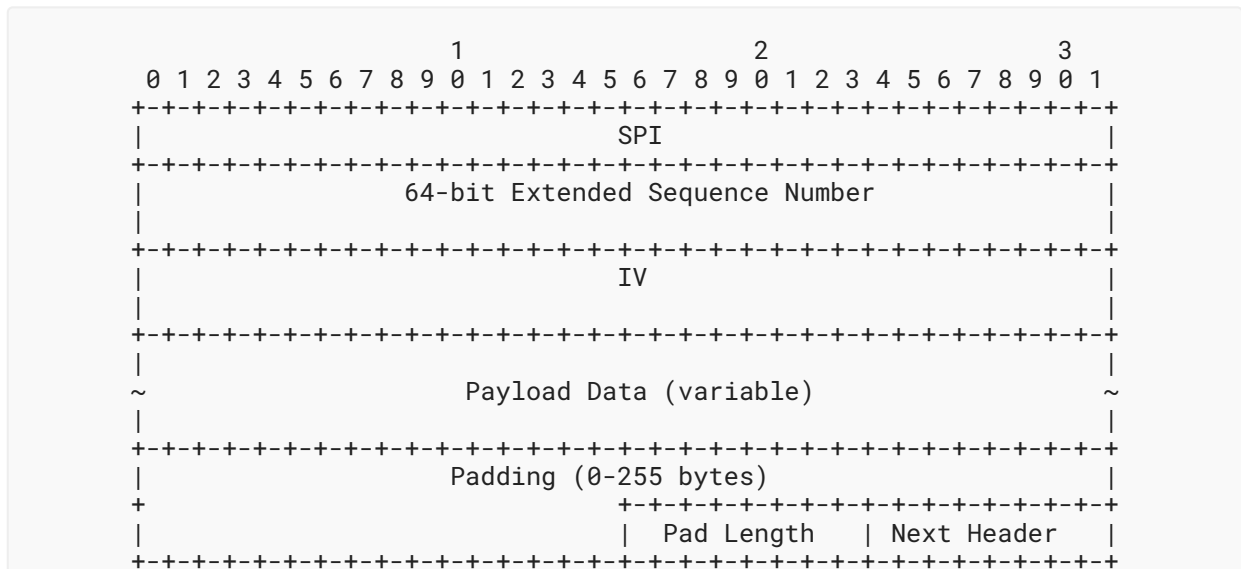 1                   2                   3
 0 1 2 3 4 5 6 7 8 9 0 1 2 3 4 5 6 7 8 9 0 1 2 3 4 5 6 7 8 9 0 1
+-+-+-+-+-+-+-+-+-+-+-+-+-+-+-+-+-+-+-+-+-+-+-+-+-+-+-+-+-+-+-+-+
|                               SPI                             |
+-+-+-+-+-+-+-+-+-+-+-+-+-+-+-+-+-+-+-+-+-+-+-+-+-+-+-+-+-+-+-+-+
|                 64-bit Extended Sequence Number               |
|                                                               |
+-+-+-+-+-+-+-+-+-+-+-+-+-+-+-+-+-+-+-+-+-+-+-+-+-+-+-+-+-+-+-+-+
|                               IV                              |
|                                                               |
+-+-+-+-+-+-+-+-+-+-+-+-+-+-+-+-+-+-+-+-+-+-+-+-+-+-+-+-+-+-+-+-+
|                                                               |
~                     Payload Data (variable)                   ~
|                                                               |
+-+-+-+-+-+-+-+-+-+-+-+-+-+-+-+-+-+-+-+-+-+-+-+-+-+-+-+-+-+-+-+-+
|                    Padding (0-255 bytes)                      |
+                               +-+-+-+-+-+-+-+-+-+-+-+-+-+-+-+-+
|                               |  Pad Length   | Next Header   |
+-+-+-+-+-+-+-+-+-+-+-+-+-+-+-+-+-+-+-+-+-+-+-+-+-+-+-+-+-+-+-+-+